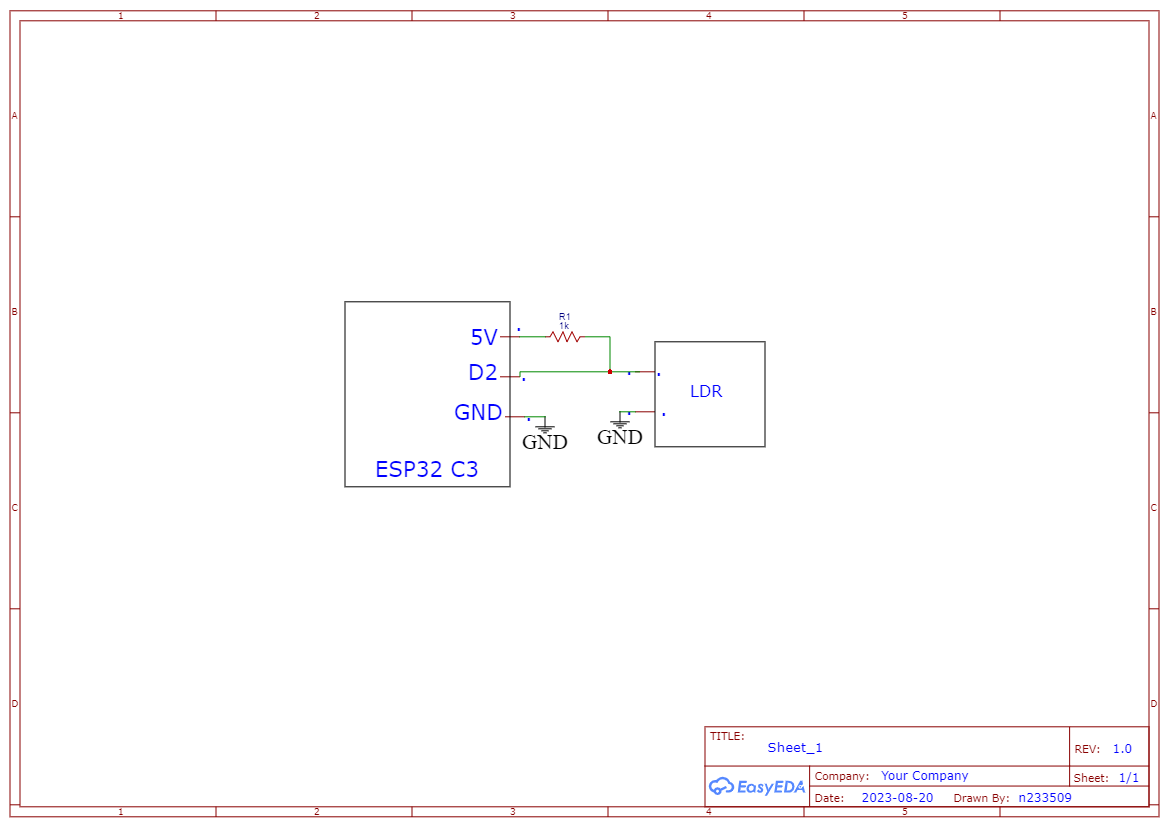 1 2 3 4 5
A A
B B
R1
1k
5V
D2
LDR
GND
GND GND
ESP32 C3
C C
D D
TITLE:
Sheet_1
REV: 1.0
EasyEDA
Company: Your Company
Sheet: 1/1
Date: 2023-08-20 Drawn By: n233509
1 2 3 4 5